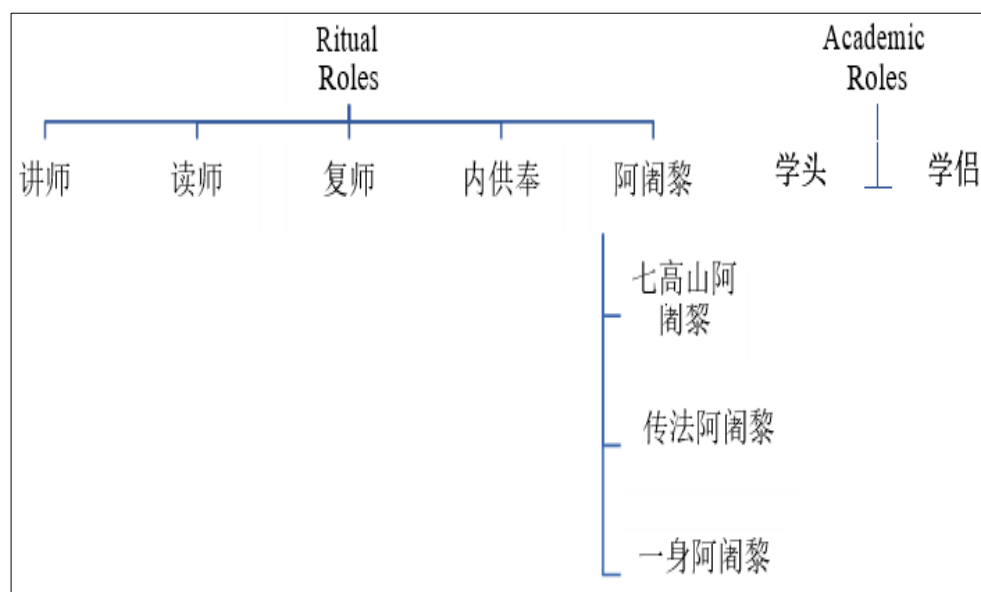 Ritual
Roles
Academic
Roles
讲师
读师
复师
内供奉
阿阇黎
学头
学侣
七高山阿
阇黎
传法阿阇黎
一身阿阇黎